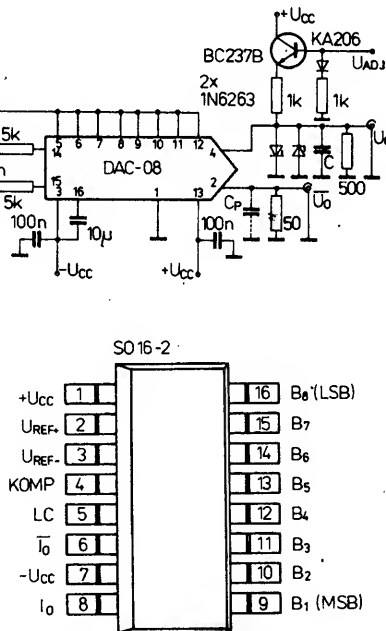 +Ucc
KA206
BC237B
UADJ
2x
1N6263
1k
1k
5k
5 6 7 8 9 10 11 12
14
4
DAC-08
C
500
15
3 16 1 13
2
U̅o
5k
100n
10μ
100n
Cp
50
-Ucc
+Ucc
SO16-2
+Ucc 1
16 B8 (LSB)
UREF+ 2
15 B7
UREF- 3
14 B6
KOMP 4
13 B5
LC 5
12 B4
I̅o 6
11 B3
-Ucc 7
10 B2
Io 8
9 B1 (MSB)